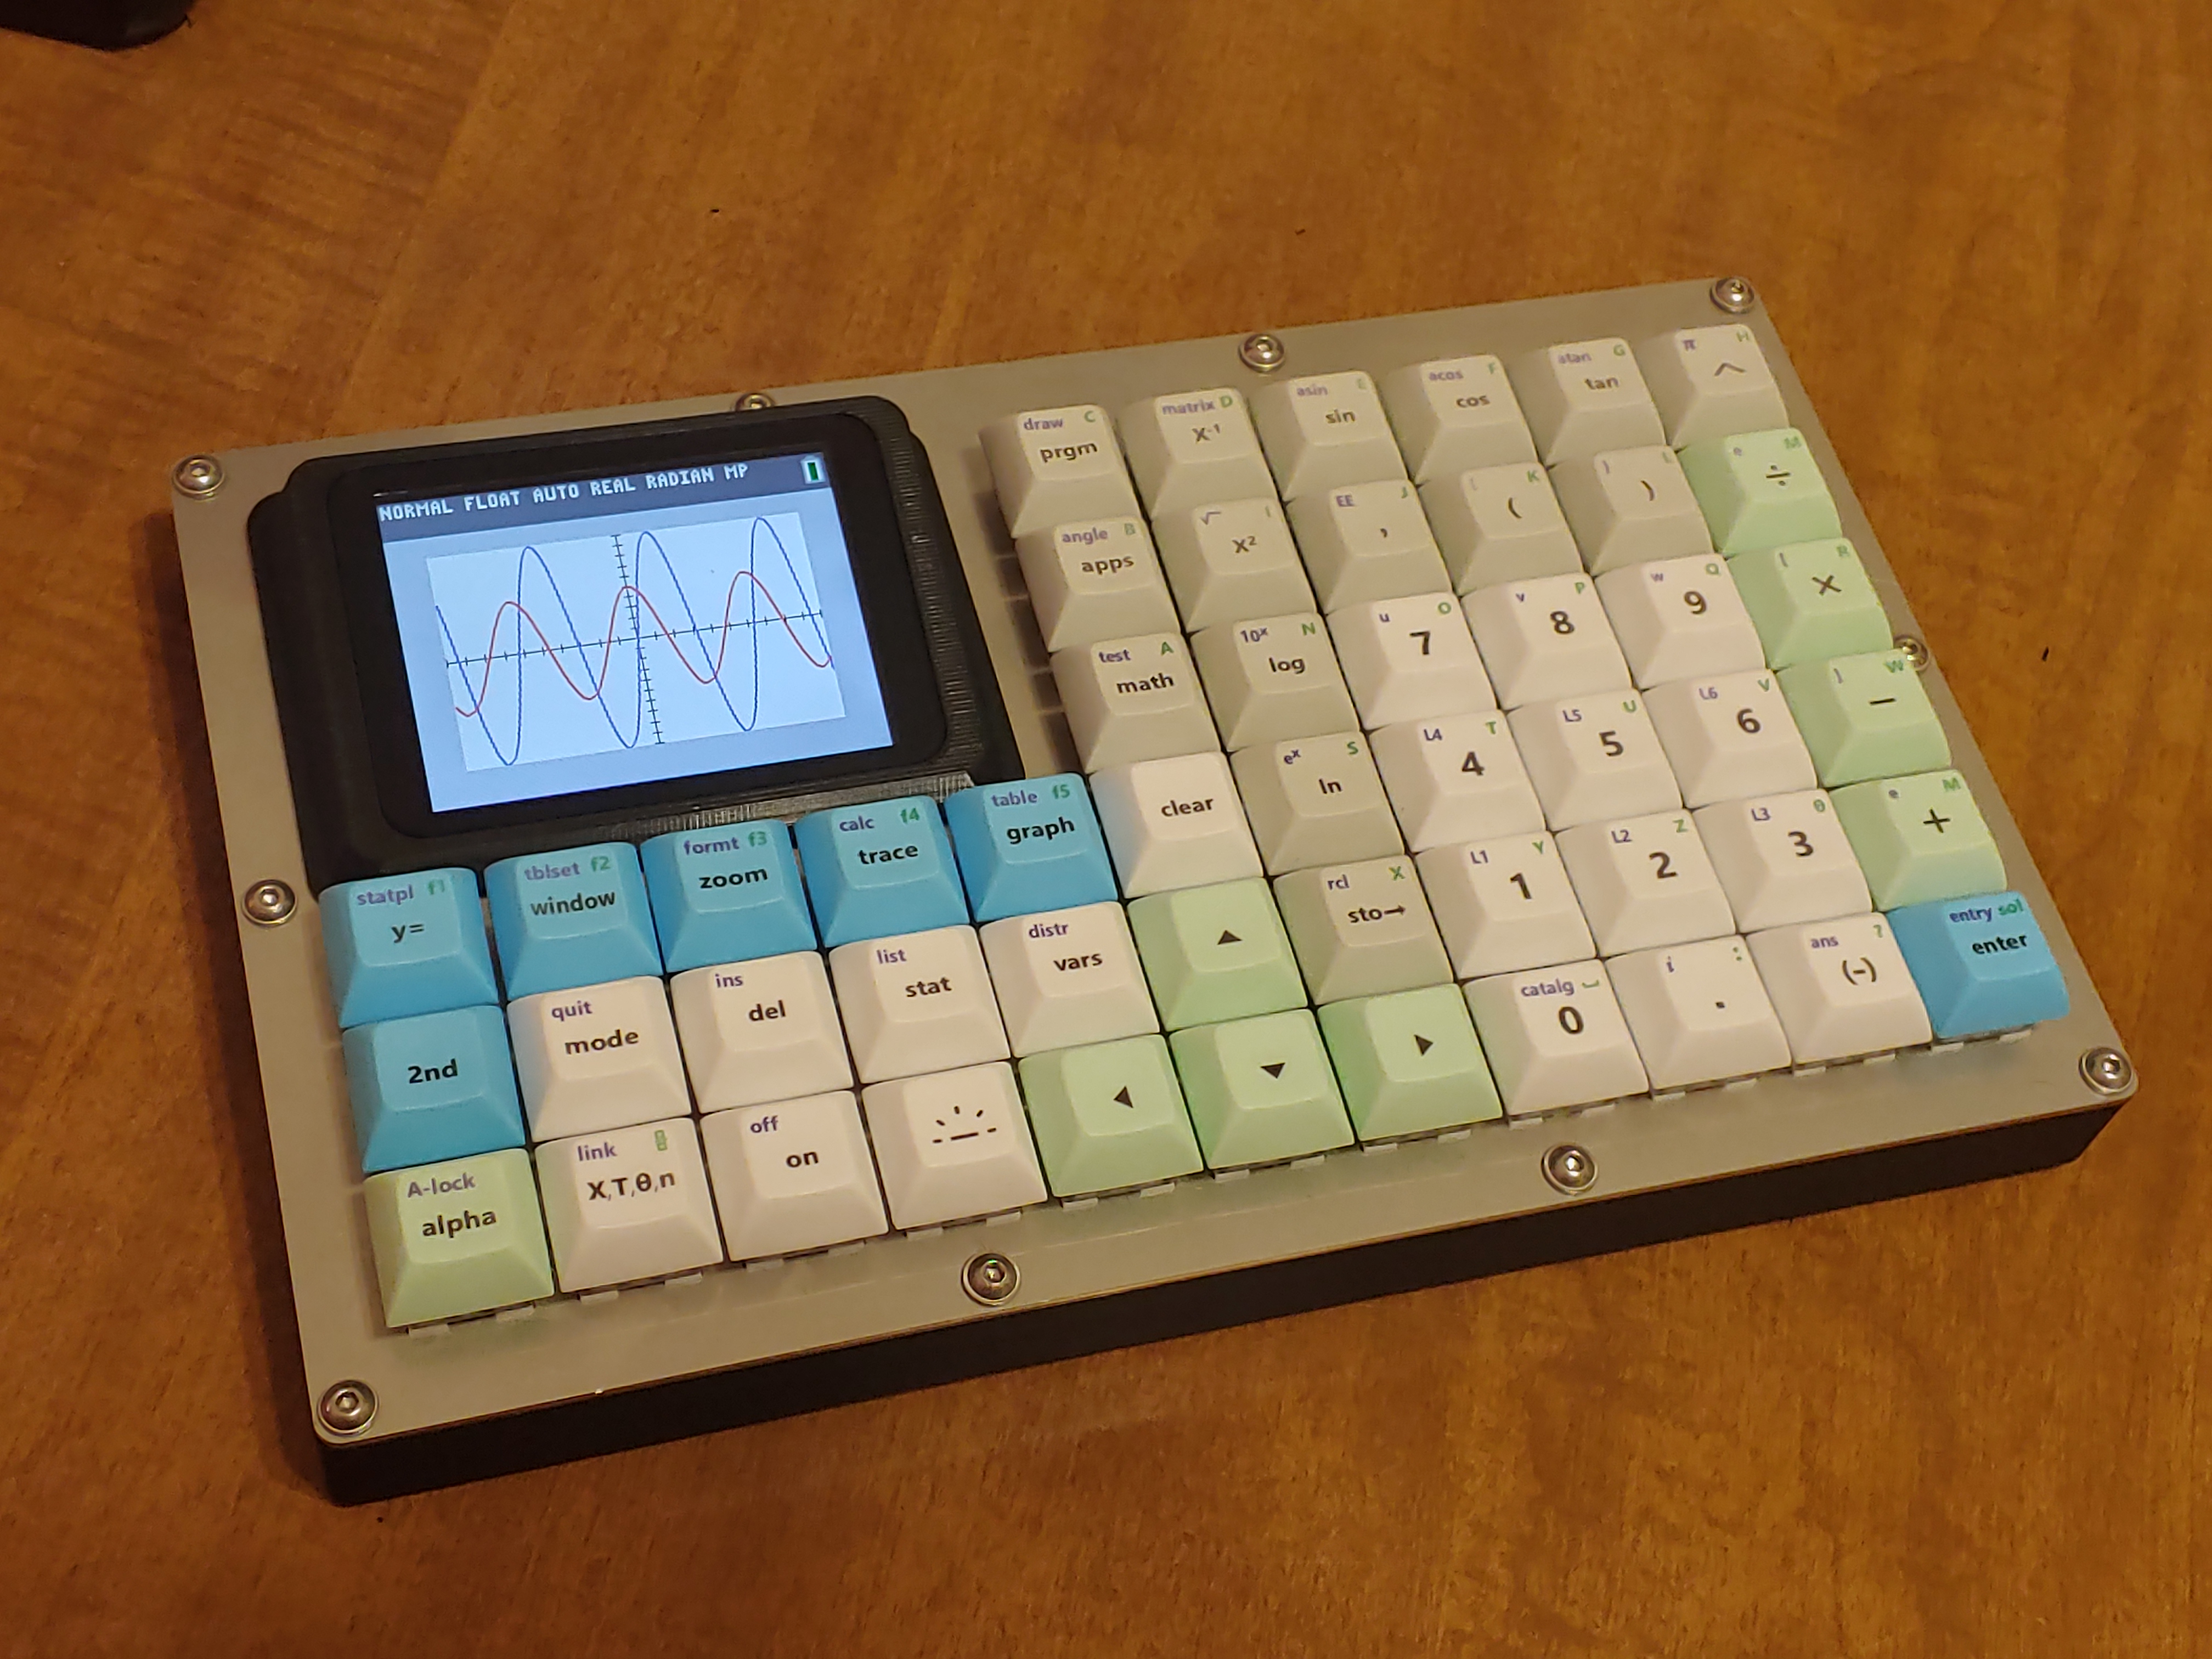 NORMAL FLOAT AUTO REAL RADIAN MP
draw C
prgm
matrix D
X⁻¹
asin E
sin
acos F
cos
atan G
tan
π H
^
angle B
apps
√ I
X²
EE J
,
( K
(
) L
)
e M
÷
test A
math
10ˣ N
log
u O
7
v P
8
w Q
9
[ R
×
clear
eˣ S
ln
L4 T
4
L5 U
5
L6 V
6
] W
−
statpl f1
y=
tblset f2
window
formt f3
zoom
calc f4
trace
table f5
graph
▲
rcl X
sto→
L1 Y
1
L2 Z
2
L3 θ
3
e M
+
2nd
quit
mode
ins
del
list
stat
distr
vars
◀
▼
▶
catalg ⎵
0
i :
.
ans ?
(-)
entry sol
enter
A-lock
alpha
link
X,T,θ,n
off
on